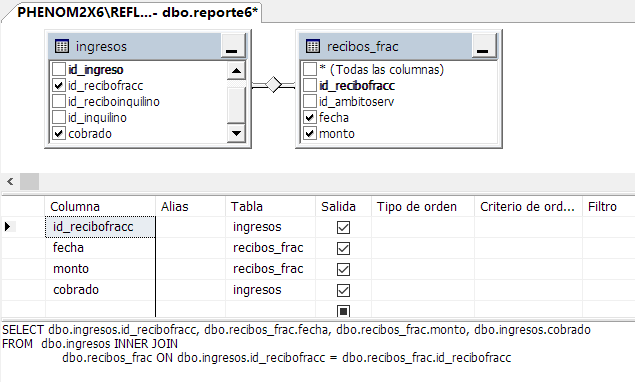 PHENOM2X6\REFL...- dbo.reporte6*
ingresos
id_ingreso
id_recibofracc
id_reciboinquilino
id_inquilino
cobrado
recibos_frac
* (Todas las columnas)
id_recibofracc
id_ambitoserv
fecha
monto
Columna Alias Tabla Salida Tipo de orden Criterio de ord... Filtro
id_recibofracc ingresos
fecha recibos_frac
monto recibos_frac
cobrado ingresos
SELECT dbo.ingresos.id_recibofracc, dbo.recibos_frac.fecha, dbo.recibos_frac.monto, dbo.ingresos.cobrado
FROM dbo.ingresos INNER JOIN
dbo.recibos_frac ON dbo.ingresos.id_recibofracc = dbo.recibos_frac.id_recibofracc